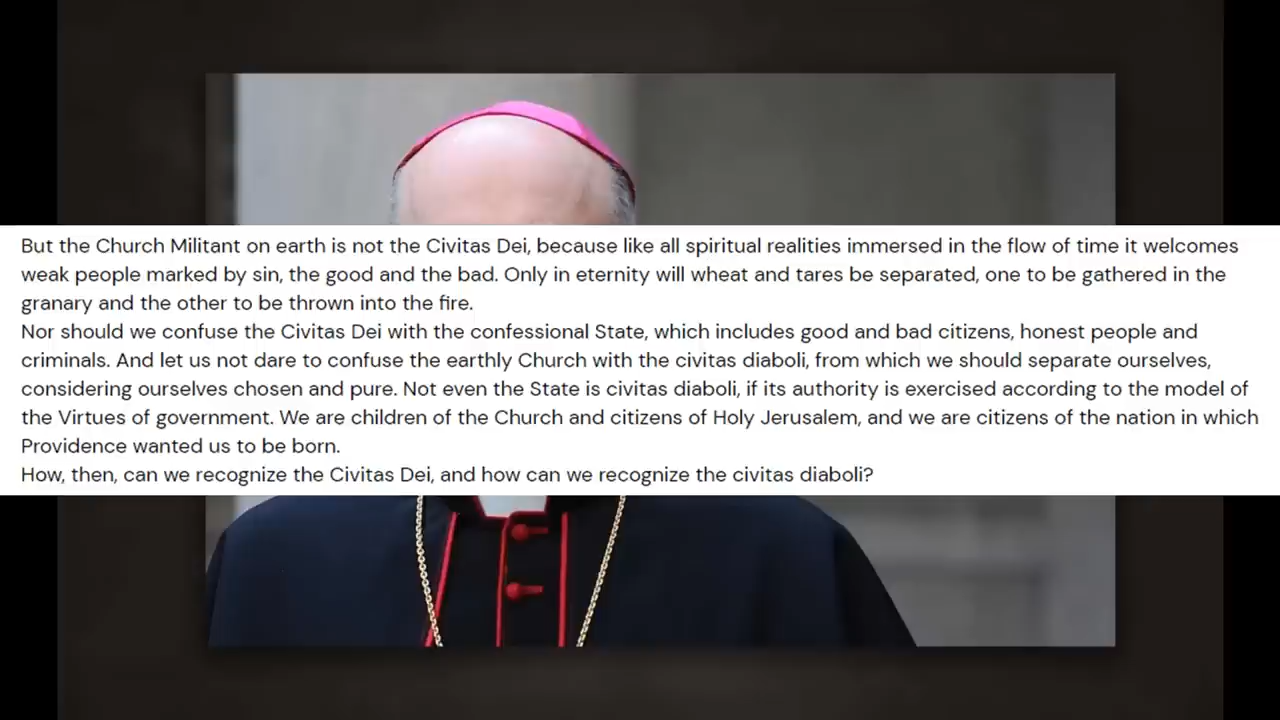 But the Church Militant on earth is not the Civitas Dei, because like all spiritual realities immersed in the flow of time it welcomes
weak people marked by sin, the good and the bad. Only in eternity will wheat and tares be separated, one to be gathered in the
granary and the other to be thrown into the fire.
Nor should we confuse the Civitas Dei with the confessional State, which includes good and bad citizens, honest people and
criminals. And let us not dare to confuse the earthly Church with the civitas diaboli, from which we should separate ourselves,
considering ourselves chosen and pure. Not even the State is civitas diaboli, if its authority is exercised according to the model of
the Virtues of government. We are children of the Church and citizens of Holy Jerusalem, and we are citizens of the nation in which
Providence wanted us to be born.
How, then, can we recognize the Civitas Dei, and how can we recognize the civitas diaboli?